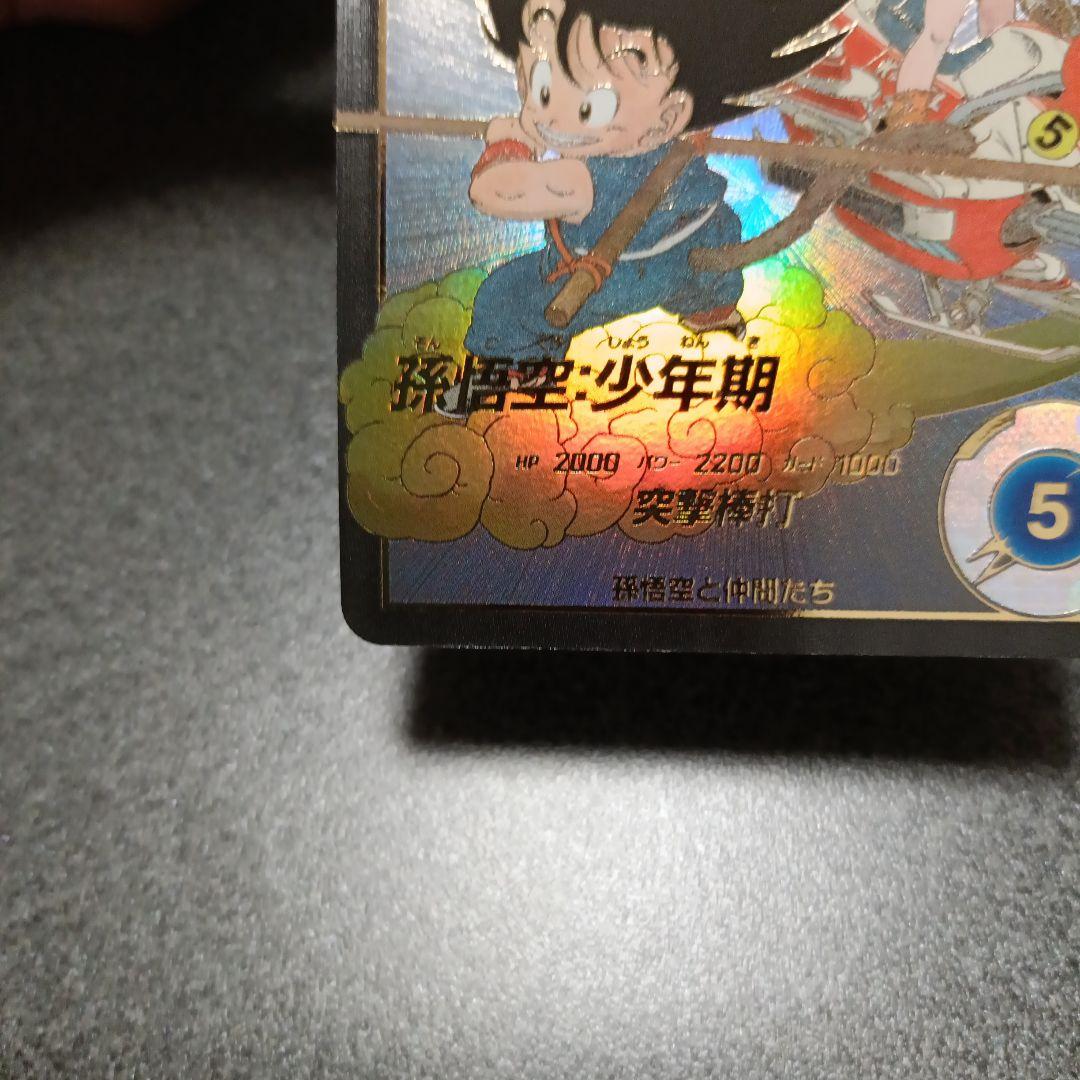 5
そん ご くう しょう ねん き
孫悟空:少年期
HP 2000 パワー 2200 ガード 1000
突撃棒打
5
孫悟空と仲間たち